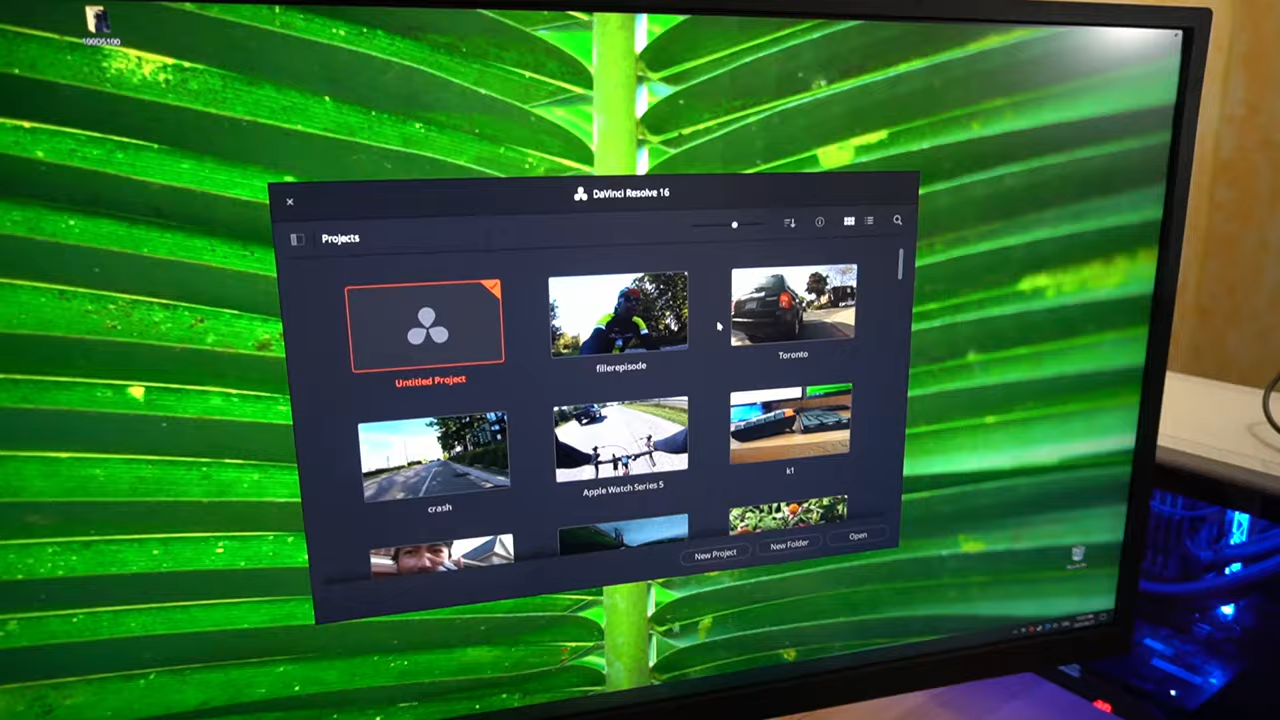 100D5100
DaVinci Resolve 16
Projects
Untitled Project
fillerepisode
Toronto
crash
Apple Watch Series 5
k1
New Project
New Folder
Open